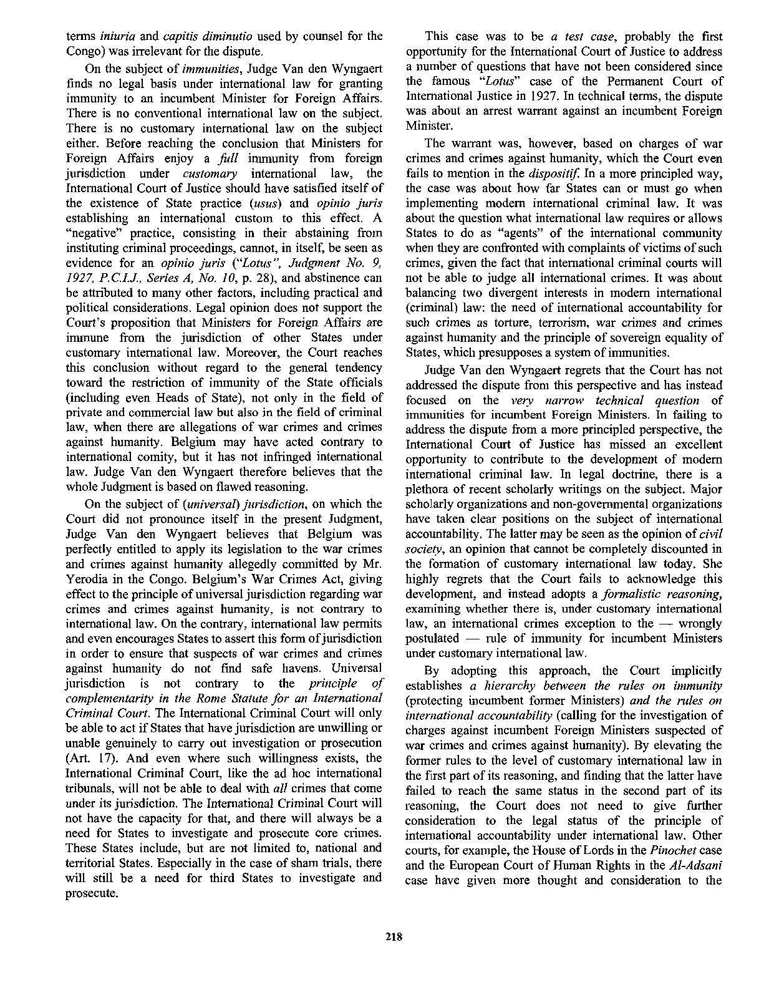 terms iniuria and capitis diminutio used by counsel for the
Congo) was irrelevant for the dispute.
On the subject of immunities, Judge Van den Wyngaert
finds no legal basis under international law for granting
immunity to an incumbent Minister for Foreign Affairs.
There is no conventional international law on the subject.
There is no customary international law on the subject
either. Before reaching the conclusion that Ministers for
Foreign Affairs enjoy a full immunity from foreign
jurisdiction under customary international law, the
International Court of Justice should have satisfied itself of
the existence of State practice (usus) and opinio juris
establishing an international custom to this effect. A
“negative” practice, consisting in their abstaining from
instituting criminal proceedings, cannot, in itself, be seen as
evidence for an opinio juris (“Lotus”, Judgment No. 9,
1927, P.C.I.J., Series A, No. 10, p. 28), and abstinence can
be attributed to many other factors, including practical and
political considerations. Legal opinion does not support the
Court’s proposition that Ministers for Foreign Affairs are
immune from the jurisdiction of other States under
customary international law. Moreover, the Court reaches
this conclusion without regard to the general tendency
toward the restriction of immunity of the State officials
(including even Heads of State), not only in the field of
private and commercial law but also in the field of criminal
law, when there are allegations of war crimes and crimes
against humanity. Belgium may have acted contrary to
international comity, but it has not infringed international
law. Judge Van den Wyngaert therefore believes that the
whole Judgment is based on flawed reasoning.
On the subject of (universal) jurisdiction, on which the
Court did not pronounce itself in the present Judgment,
Judge Van den Wyngaert believes that Belgium was
perfectly entitled to apply its legislation to the war crimes
and crimes against humanity allegedly committed by Mr.
Yerodia in the Congo. Belgium’s War Crimes Act, giving
effect to the principle of universal jurisdiction regarding war
crimes and crimes against humanity, is not contrary to
international law. On the contrary, international law permits
and even encourages States to assert this form of jurisdiction
in order to ensure that suspects of war crimes and crimes
against humanity do not find safe havens. Universal
jurisdiction is not contrary to the principle of
complementarity in the Rome Statute for an International
Criminal Court. The International Criminal Court will only
be able to act if States that have jurisdiction are unwilling or
unable genuinely to carry out investigation or prosecution
(Art. 17). And even where such willingness exists, the
International Criminal Court, like the ad hoc international
tribunals, will not be able to deal with all crimes that come
under its jurisdiction. The International Criminal Court will
not have the capacity for that, and there will always be a
need for States to investigate and prosecute core crimes.
These States include, but are not limited to, national and
territorial States. Especially in the case of sham trials, there
will still be a need for third States to investigate and
prosecute.
This case was to be a test case, probably the first
opportunity for the International Court of Justice to address
a number of questions that have not been considered since
the famous “Lotus” case of the Permanent Court of
International Justice in 1927. In technical terms, the dispute
was about an arrest warrant against an incumbent Foreign
Minister.
The warrant was, however, based on charges of war
crimes and crimes against humanity, which the Court even
fails to mention in the dispositif. In a more principled way,
the case was about how far States can or must go when
implementing modern international criminal law. It was
about the question what international law requires or allows
States to do as “agents” of the international community
when they are confronted with complaints of victims of such
crimes, given the fact that international criminal courts will
not be able to judge all international crimes. It was about
balancing two divergent interests in modern international
(criminal) law: the need of international accountability for
such crimes as torture, terrorism, war crimes and crimes
against humanity and the principle of sovereign equality of
States, which presupposes a system of immunities.
Judge Van den Wyngaert regrets that the Court has not
addressed the dispute from this perspective and has instead
focused on the very narrow technical question of
immunities for incumbent Foreign Ministers. In failing to
address the dispute from a more principled perspective, the
International Court of Justice has missed an excellent
opportunity to contribute to the development of modern
international criminal law. In legal doctrine, there is a
plethora of recent scholarly writings on the subject. Major
scholarly organizations and non-governmental organizations
have taken clear positions on the subject of international
accountability. The latter may be seen as the opinion of civil
society, an opinion that cannot be completely discounted in
the formation of customary international law today. She
highly regrets that the Court fails to acknowledge this
development, and instead adopts a formalistic reasoning,
examining whether there is, under customary international
law, an international crimes exception to the — wrongly
postulated — rule of immunity for incumbent Ministers
under customary international law.
By adopting this approach, the Court implicitly
establishes a hierarchy between the rules on immunity
(protecting incumbent former Ministers) and the rules on
international accountability (calling for the investigation of
charges against incumbent Foreign Ministers suspected of
war crimes and crimes against humanity). By elevating the
former rules to the level of customary international law in
the first part of its reasoning, and finding that the latter have
failed to reach the same status in the second part of its
reasoning, the Court does not need to give further
consideration to the legal status of the principle of
international accountability under international law. Other
courts, for example, the House of Lords in the Pinochet case
and the European Court of Human Rights in the Al-Adsani
case have given more thought and consideration to the
218